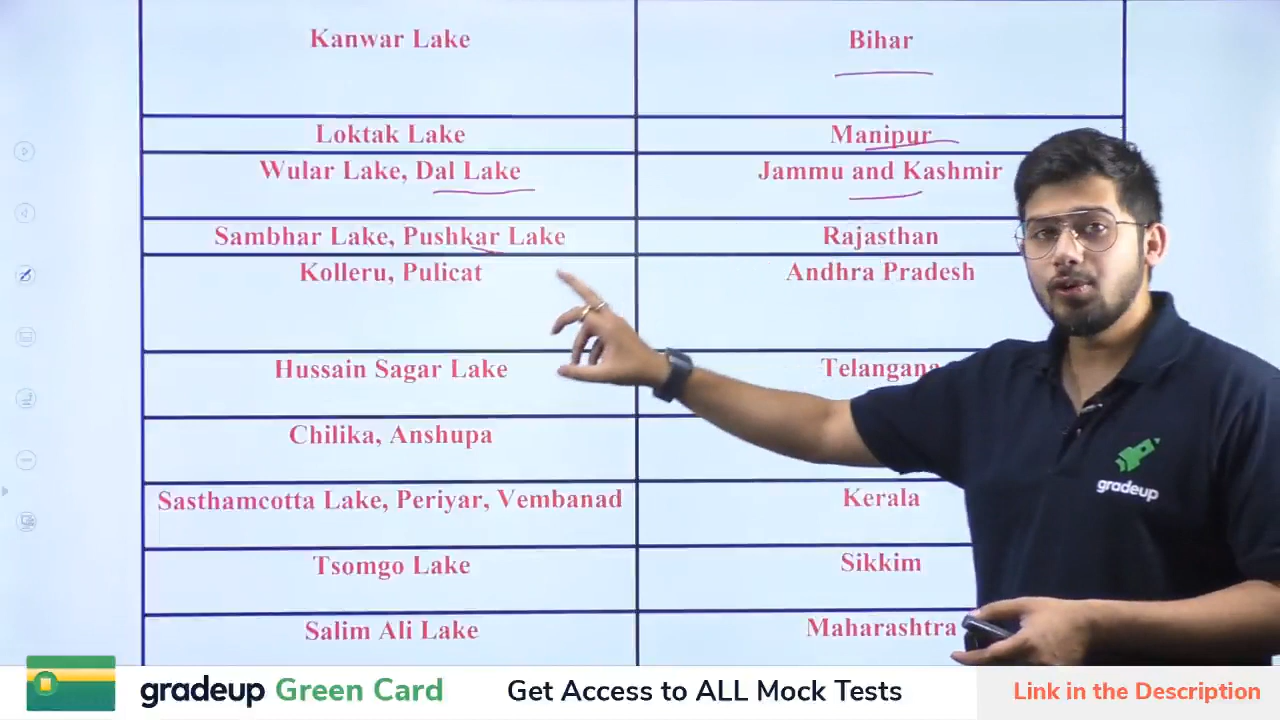 Kanwar Lake Bihar
Loktak Lake Manipur
Wular Lake, Dal Lake Jammu and Kashmir
Sambhar Lake, Pushkar Lake Rajasthan
Kolleru, Pulicat Andhra Pradesh
Hussain Sagar Lake Telangana
Chilika, Anshupa
Sasthamcotta Lake, Periyar, Vembanad Kerala
Tsomgo Lake Sikkim
Salim Ali Lake Maharashtra
gradeup
gradeup Green Card Get Access to ALL Mock Tests Link in the Description